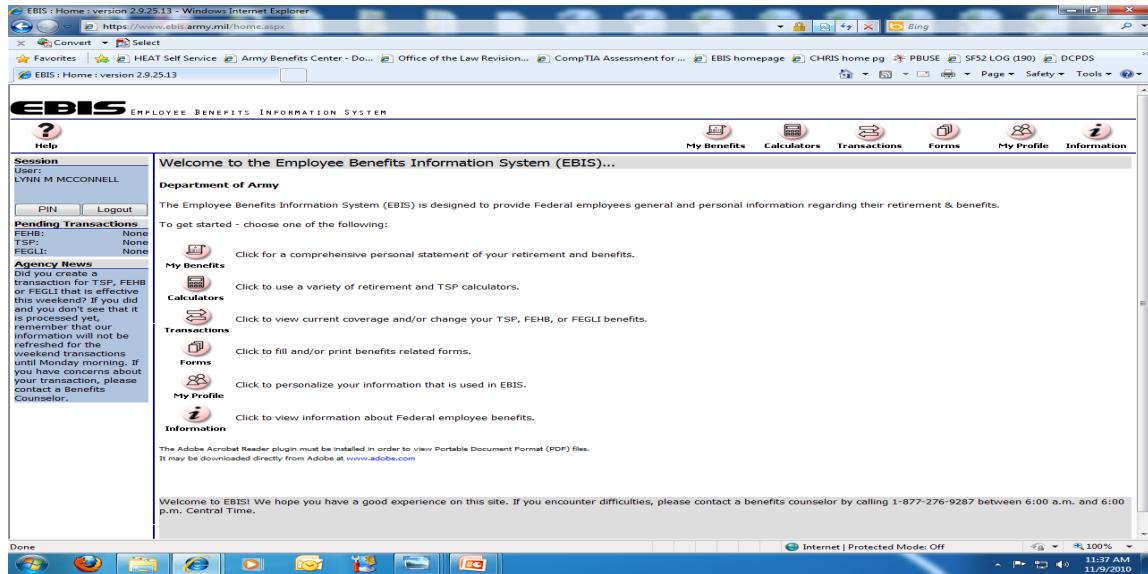 EBIS : Home : version 2.9.25.13 - Windows Internet Explorer
https://www.ebis.army.mil/home.aspx
Bing
x Convert Select
Favorites HEAT Self Service Army Benefits Center - Do... Office of the Law Revision... CompTIA Assessment for ... EBIS homepage CHRIS home pg PBUSE SF52 LOG (190) DCPDS
EBIS : Home : version 2.9.25.13
Page Safety Tools
EBIS EMPLOYEE BENEFITS INFORMATION SYSTEM
Help
My Benefits Calculators Transactions Forms My Profile Information
Session
User:
LYNN M MCCONNELL
PIN Logout
Pending Transactions
FEHB: None
TSP: None
FEGLI: None
Agency News
Did you create a
transaction for TSP, FEHB
or FEGLI that is effective
this weekend? If you did
and you don't see that it
is processed yet,
remember that our
information will not be
refreshed for the
weekend transactions
until Monday morning. If
you have concerns about
your transaction, please
contact a Benefits
Counselor.
Welcome to the Employee Benefits Information System (EBIS)...
Department of Army
The Employee Benefits Information System (EBIS) is designed to provide Federal employees general and personal information regarding their retirement & benefits.
To get started - choose one of the following:
My Benefits
Click for a comprehensive personal statement of your retirement and benefits.
Calculators
Click to use a variety of retirement and TSP calculators.
Transactions
Click to view current coverage and/or change your TSP, FEHB, or FEGLI benefits.
Forms
Click to fill and/or print benefits related forms.
My Profile
Click to personalize your information that is used in EBIS.
Information
Click to view information about Federal employee benefits.
The Adobe Acrobat Reader plugin must be installed in order to view Portable Document Format (PDF) files.
It may be downloaded directly from Adobe at www.adobe.com
Welcome to EBIS! We hope you have a good experience on this site. If you encounter difficulties, please contact a benefits counselor by calling 1-877-276-9287 between 6:00 a.m. and 6:00
p.m. Central Time.
Done
Internet | Protected Mode: Off
100%
11:37 AM
11/9/2010